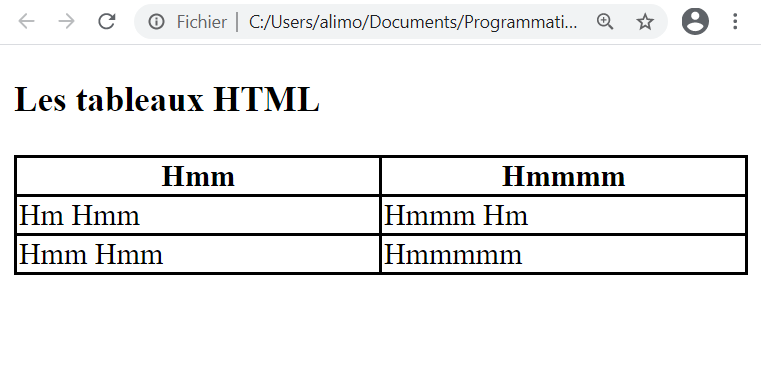 Fichier | C:/Users/alimo/Documents/Programmati...
Les tableaux HTML
Hmm Hmmmm
Hm Hmm Hmmm Hm
Hmm Hmm Hmmmmm